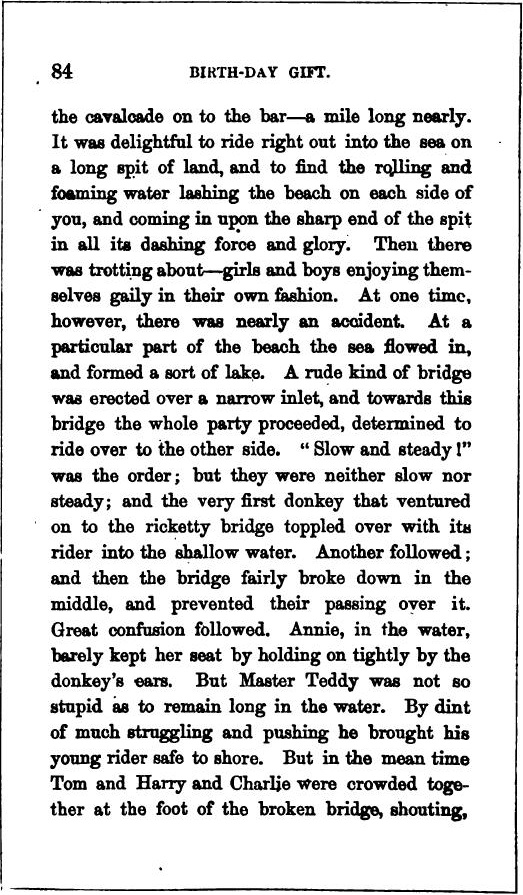 84 BIRTH-DAY GIFT.
the cavalcade on to the bar—a mile long nearly.
It was delightful to ride right out into the sea on
a long spit of land, and to find the rolling and
foaming water lashing the beach on each side of
you, and coming in upon the sharp end of the spit
in all its dashing force and glory. Then there
was trotting about—girls and boys enjoying them-
selves gaily in their own fashion. At one time,
however, there was nearly an accident. At a
particular part of the beach the sea flowed in,
and formed a sort of lake. A rude kind of bridge
was erected over a narrow inlet, and towards this
bridge the whole party proceeded, determined to
ride over to the other side. "Slow and steady!"
was the order; but they were neither slow nor
steady; and the very first donkey that ventured
on to the ricketty bridge toppled over with its
rider into the shallow water. Another followed;
and then the bridge fairly broke down in the
middle, and prevented their passing over it.
Great confusion followed. Annie, in the water,
barely kept her seat by holding on tightly by the
donkey's ears. But Master Teddy was not so
stupid as to remain long in the water. By dint
of much struggling and pushing he brought his
young rider safe to shore. But in the mean time
Tom and Harry and Charlie were crowded toge-
ther at the foot of the broken bridge, shouting,